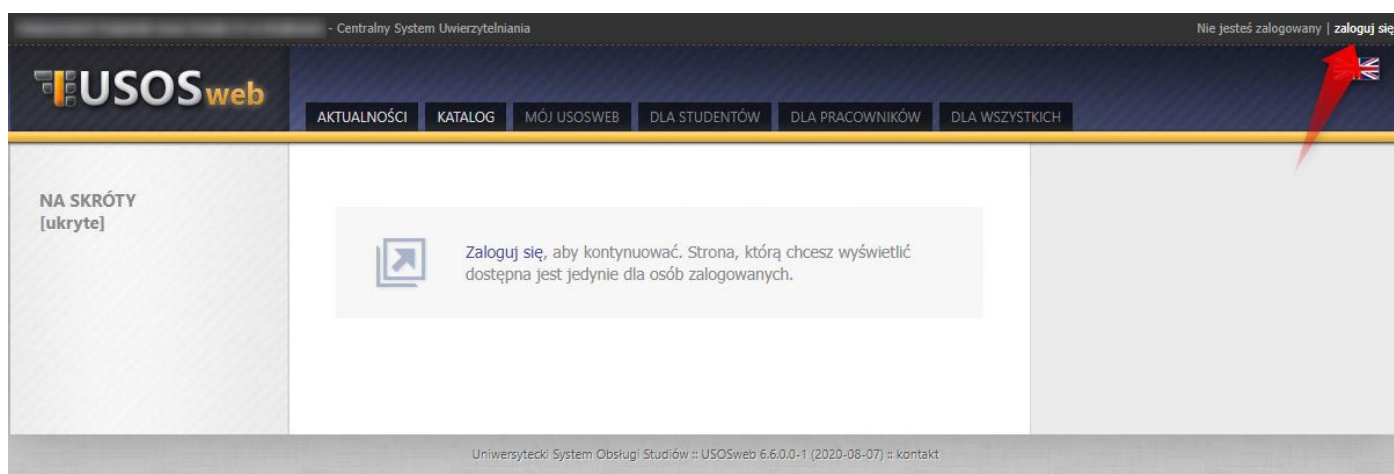 - Centralny System Uwierzytelniania
Nie jesteś zalogowany | zaloguj się
USOSweb
AKTUALNOŚCI KATALOG MÓJ USOSWEB DLA STUDENTÓW DLA PRACOWNIKÓW DLA WSZYSTKICH
NA SKRÓTY
[ukryte]
Zaloguj się, aby kontynuować. Strona, którą chcesz wyświetlić
dostępna jest jedynie dla osób zalogowanych.
Uniwersytecki System Obsługi Studiów :: USOSweb 6.6.0.0-1 (2020-08-07) :: kontakt